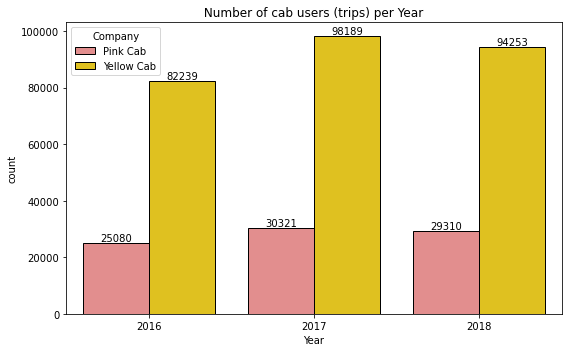 Number of cab users (trips) per Year
Company
Pink Cab
Yellow Cab
count
100000
80000
60000
40000
20000
0
25080
82239
30321
98189
29310
94253
2016
2017
2018
Year